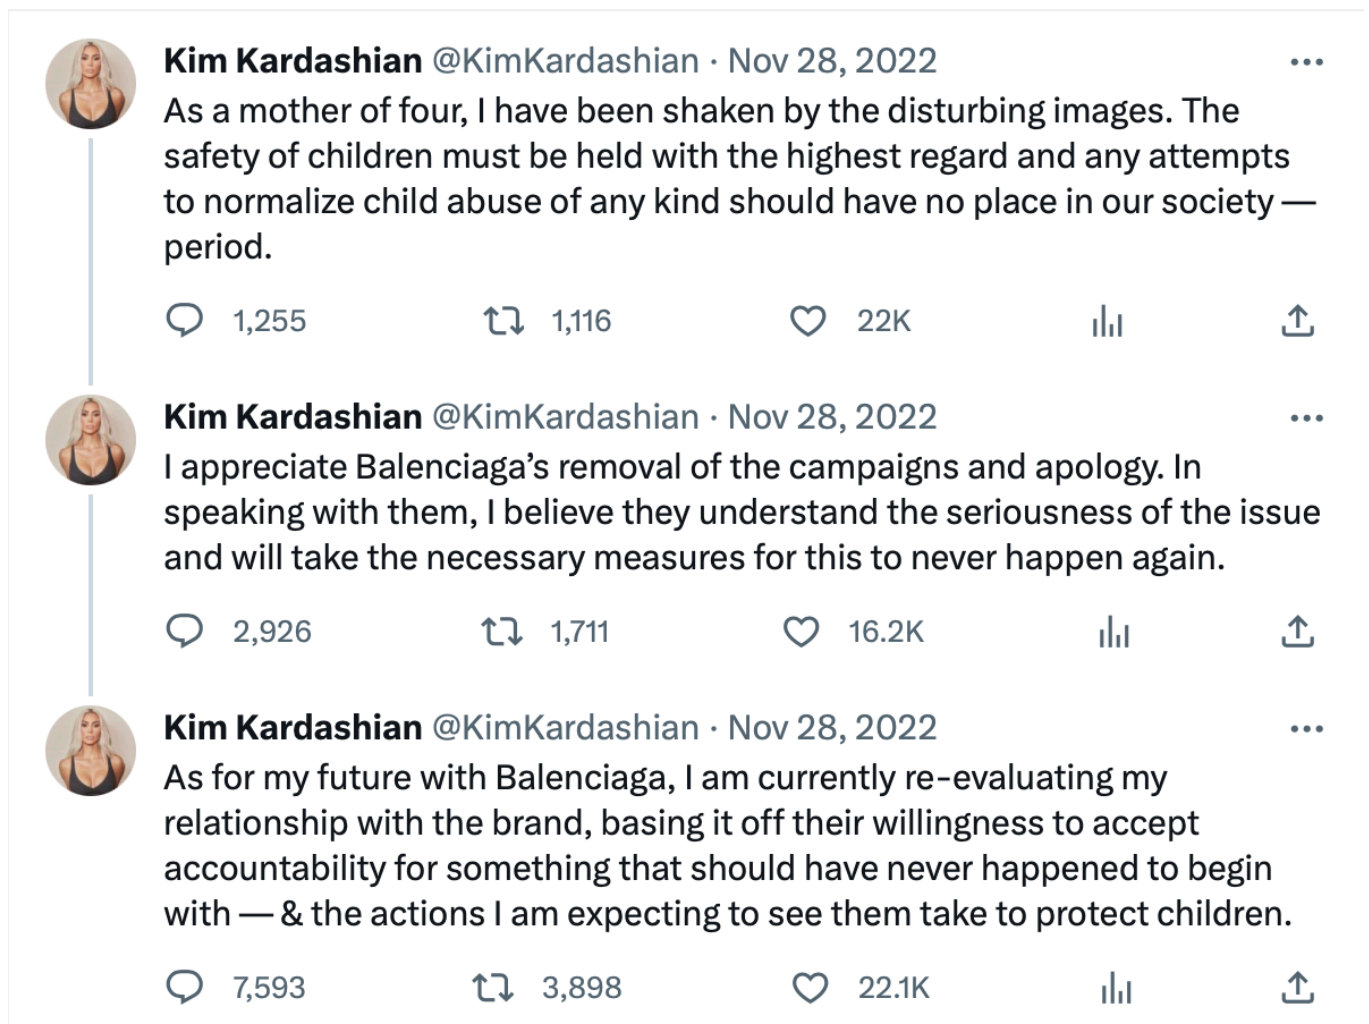 Kim Kardashian @KimKardashian · Nov 28, 2022
As a mother of four, I have been shaken by the disturbing images. The
safety of children must be held with the highest regard and any attempts
to normalize child abuse of any kind should have no place in our society —
period.
1,255 1,116 22K
Kim Kardashian @KimKardashian · Nov 28, 2022
I appreciate Balenciaga’s removal of the campaigns and apology. In
speaking with them, I believe they understand the seriousness of the issue
and will take the necessary measures for this to never happen again.
2,926 1,711 16.2K
Kim Kardashian @KimKardashian · Nov 28, 2022
As for my future with Balenciaga, I am currently re-evaluating my
relationship with the brand, basing it off their willingness to accept
accountability for something that should have never happened to begin
with — & the actions I am expecting to see them take to protect children.
7,593 3,898 22.1K